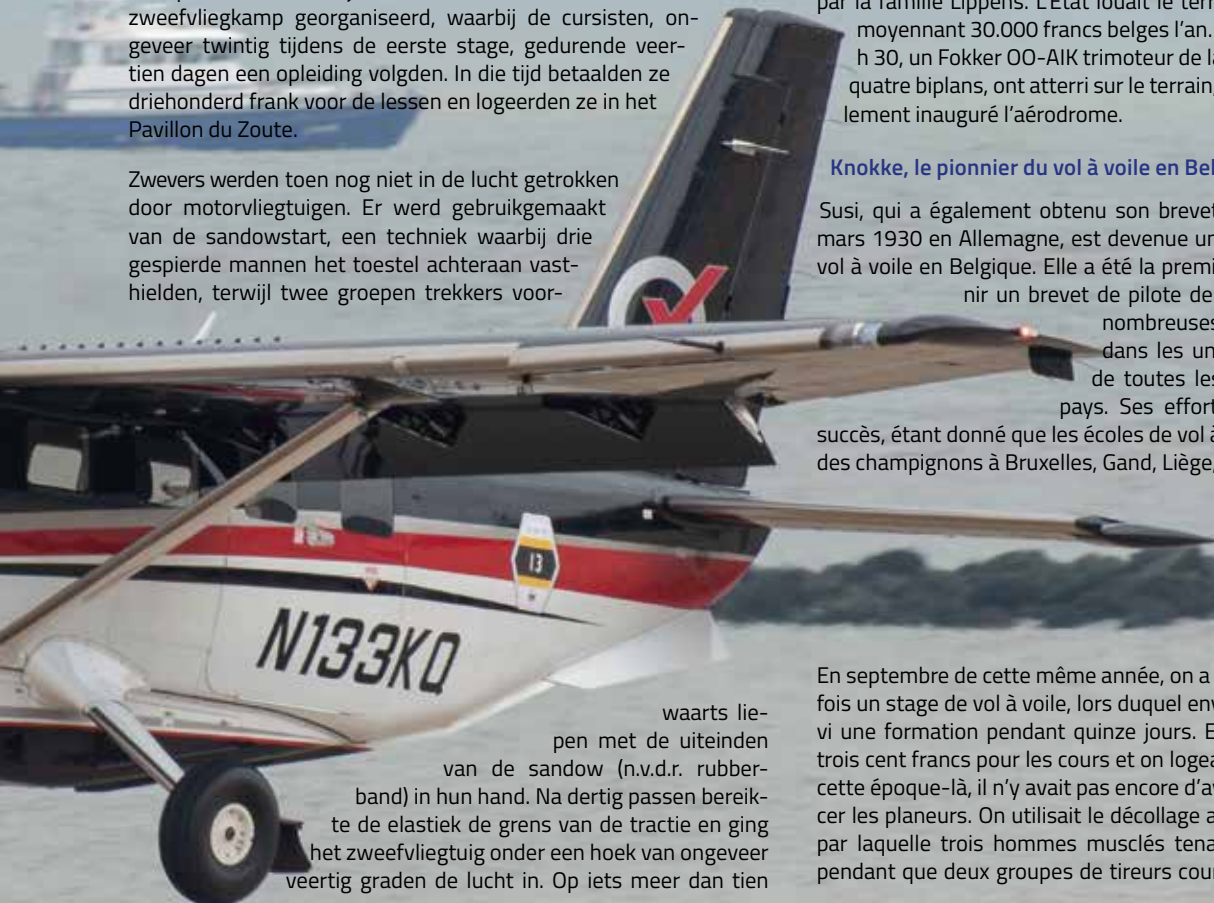 zweefvliegkamp georganiseerd, waarbij de cursisten, on-
geveer twintig tijdens de eerste stage, gedurende veer-
tien dagen een opleiding volgden. In die tijd betaalden ze
driehonderd frank voor de lessen en logeerden ze in het
Pavillon du Zoute.
Zwevers werden toen nog niet in de lucht getrokken
door motorvliegtuigen. Er werd gebruikgemaakt
van de sandowstart, een techniek waarbij drie
gespierde mannen het toestel achteraan vast-
hielden, terwijl twee groepen trekkers voor-
waarts lie-
pen met de uiteinden
van de sandow (n.v.d.r. rubber-
band) in hun hand. Na dertig passen bereik-
te de elastiek de grens van de tractie en ging
het zweefvliegtuig onder een hoek van ongeveer
veertig graden de lucht in. Op iets meer dan tien
par la famille Lippens. L'État louait le terr
moyennant 30.000 francs belges l'an.
h 30, un Fokker OO-AIK trimoteur de la
quatre biplans, ont atterri sur le terrain,
lement inauguré l'aérodrome.
Knokke, le pionnier du vol à voile en Bel
Susi, qui a également obtenu son brevet
mars 1930 en Allemagne, est devenue un
vol à voile en Belgique. Elle a été la premi
nir un brevet de pilote de
nombreuses
dans les un
de toutes les
pays. Ses effort
succès, étant donné que les écoles de vol à
des champignons à Bruxelles, Gand, Liège,
En septembre de cette même année, on a
fois un stage de vol à voile, lors duquel env
vi une formation pendant quinze jours. E
trois cent francs pour les cours et on logea
cette époque-là, il n'y avait pas encore d'av
cer les planeurs. On utilisait le décollage a
par laquelle trois hommes musclés tena
pendant que deux groupes de tireurs cour
13
N133KQ